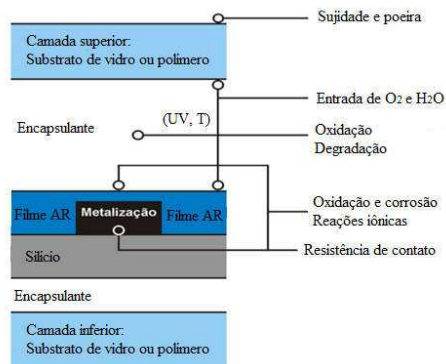 Sujidade e poeira
Camada superior:
Substrato de vidro ou polimero
Entrada de O2 e H2O
(UV, T)
Encapsulante
Oxidação
Degradação
Filme AR
Metalização
Filme AR
Oxidação e corrosão
Reações iônicas
Resistência de contato
Silício
Encapsulante
Camada inferior:
Substrato de vidro ou polimero